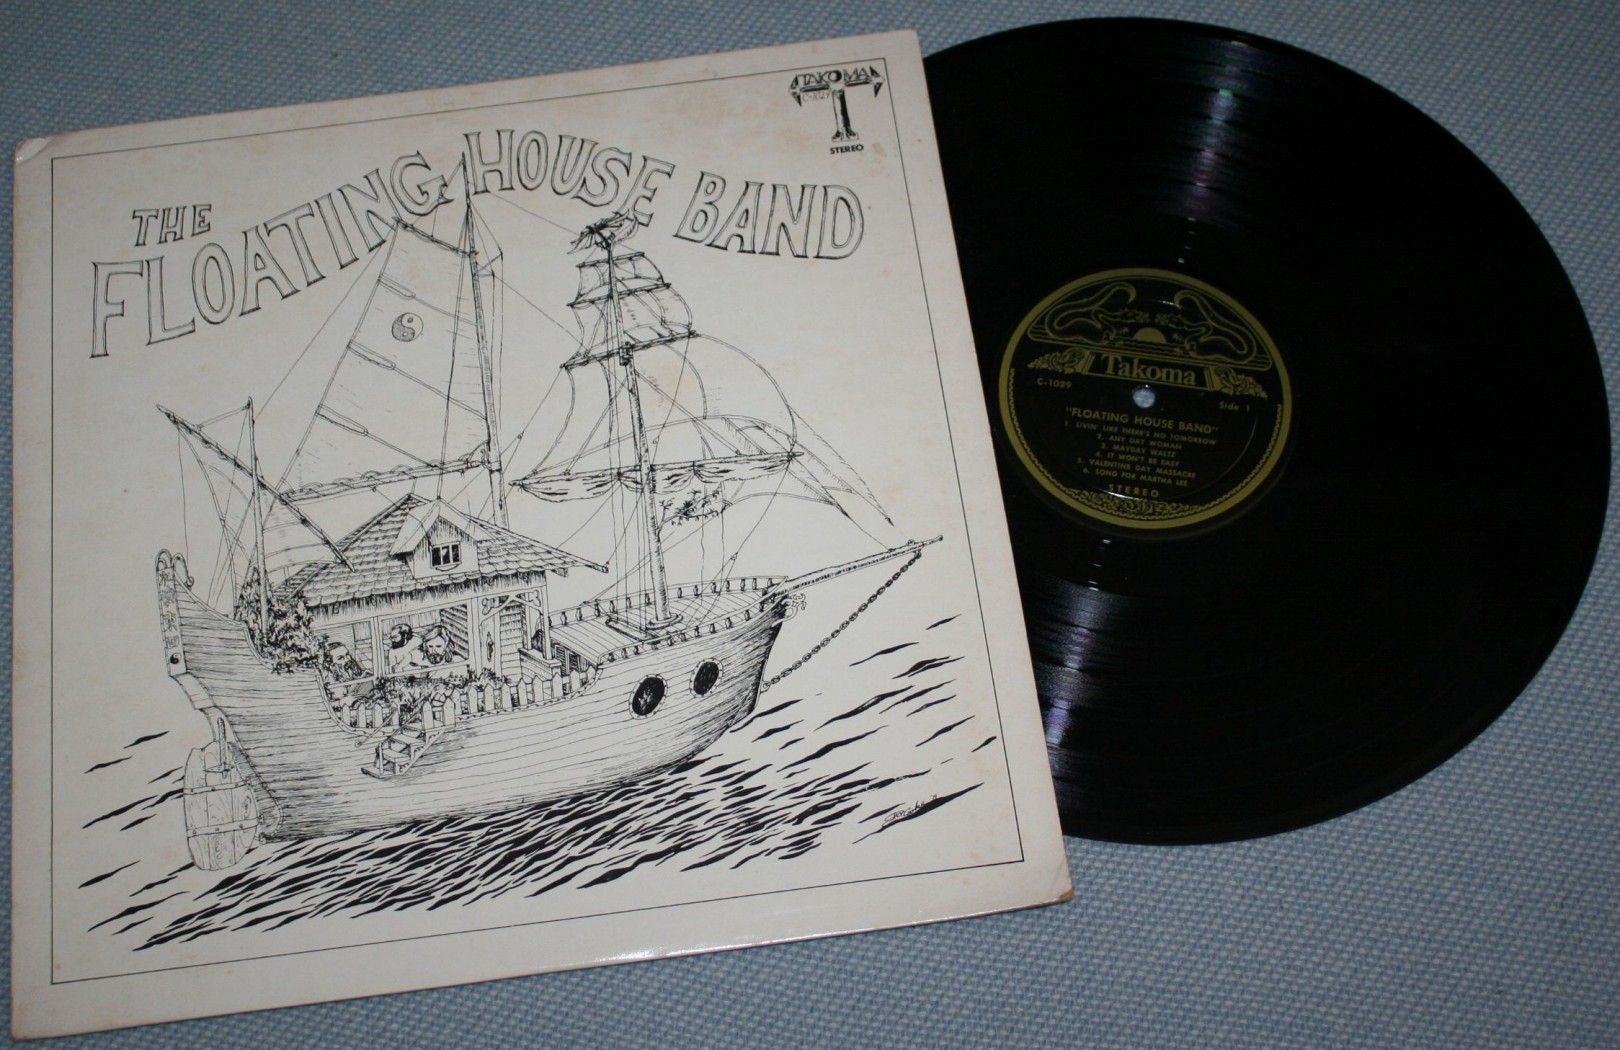 TAKOMA
C-1029
STEREO
THE
FLOATING HOUSE BAND
Takoma
C-1029
Side 1
"FLOATING HOUSE BAND"
1. LIVIN' LIKE THERE'S NO TOMORROW
2. ANY DAY WOMAN
3. MAYDAY WALTZ
4. IT WON'T BE EASY
5. VALENTINE DAY MASSACRE
6. SONG FOR MARTHA LEE
STEREO